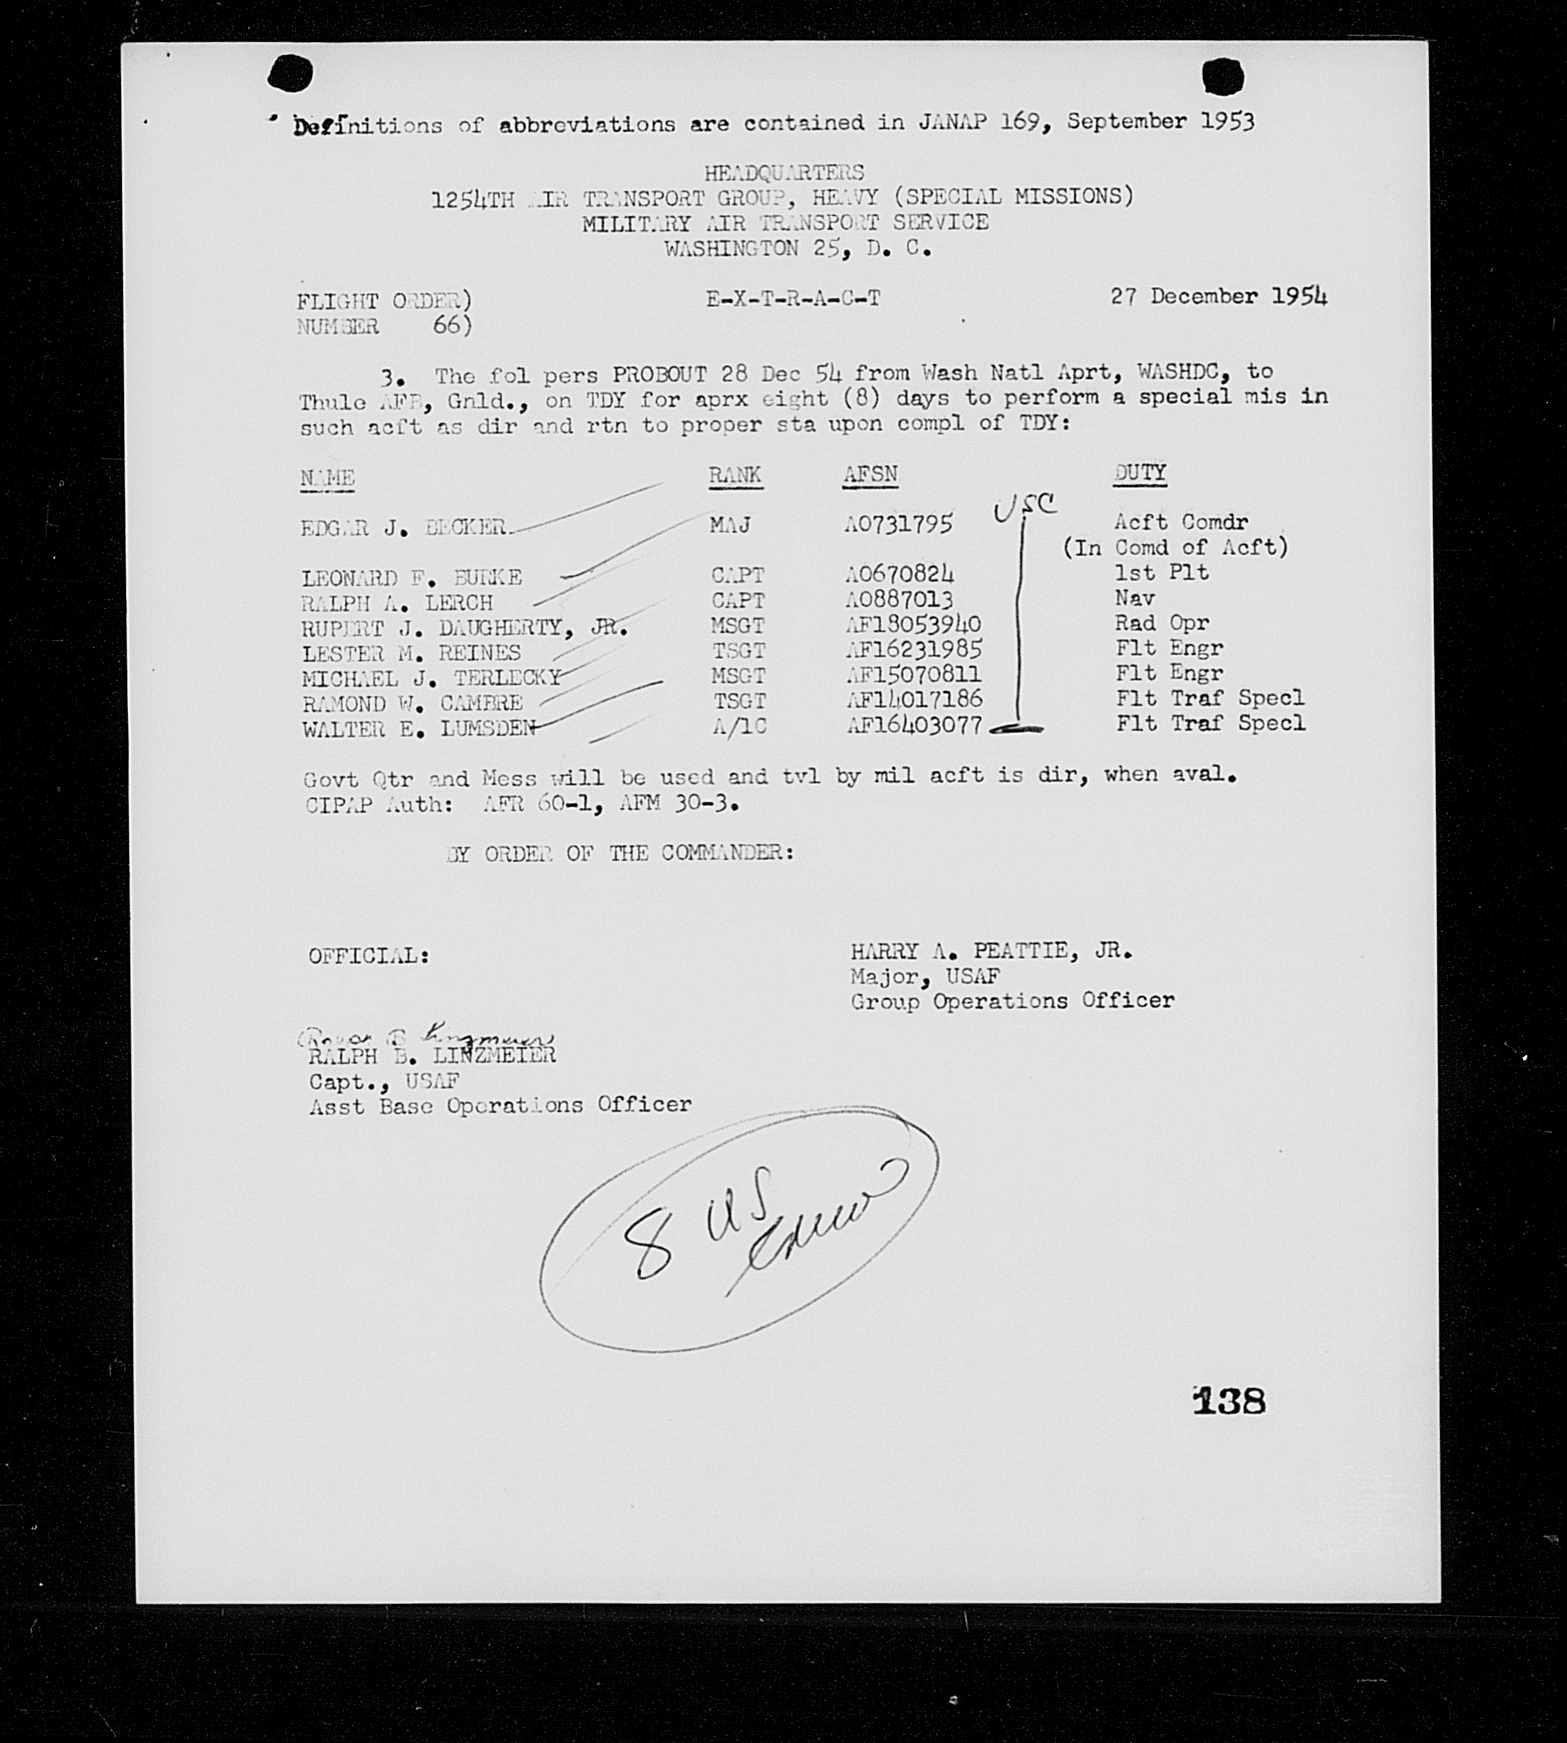 Definitions of abbreviations are contained in JANAP 169, September 1953
HEADQUARTERS
1254TH AIR TRANSPORT GROUP, HEAVY (SPECIAL MISSIONS)
MILITARY AIR TRANSPORT SERVICE
WASHINGTON 25, D. C.
FLIGHT ORDER) E-X-T-R-A-C-T 27 December 1954
NUMBER 66)
3. The fol pers PROBOUT 28 Dec 54 from Wash Natl Aprt, WASHDC, to
Thule AFB, Gnld., on TDY for aprx eight (8) days to perform a special mis in
such acft as dir and rtn to proper sta upon compl of TDY:
NAME RANK AFSN DUTY
USC
EDGAR J. BECKER MAJ AO731795 Acft Comdr
(In Comd of Acft)
LEONARD F. BURKE CAPT AO670824 1st Plt
RALPH A. LERCH CAPT AO887013 Nav
RUPERT J. DAUGHERTY, JR. MSGT AF18053940 Rad Opr
LESTER M. REINES TSGT AF16231985 Flt Engr
MICHAEL J. TERLECKY MSGT AF15070811 Flt Engr
RAMOND W. CAMBRE TSGT AF14017186 Flt Traf Specl
WALTER E. LUMSDEN A/1C AF16403077 Flt Traf Specl
Govt Qtr and Mess will be used and tvl by mil acft is dir, when aval.
CIPAP Auth: AFR 60-1, AFM 30-3.
BY ORDER OF THE COMMANDER:
OFFICIAL: HARRY A. PEATTIE, JR.
Major, USAF
Group Operations Officer
RALPH B. LINZMEIER
Capt., USAF
Asst Base Operations Officer
8 US
138